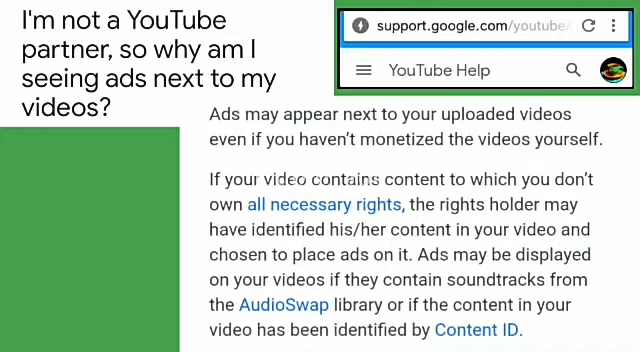 I'm not a YouTube
partner, so why am I
seeing ads next to my
videos?
support.google.com/youtube/
YouTube Help
Ads may appear next to your uploaded videos
even if you haven’t monetized the videos yourself.
If your video contains content to which you don’t
own all necessary rights, the rights holder may
have identified his/her content in your video and
chosen to place ads on it. Ads may be displayed
on your videos if they contain soundtracks from
the AudioSwap library or if the content in your
video has been identified by Content ID.